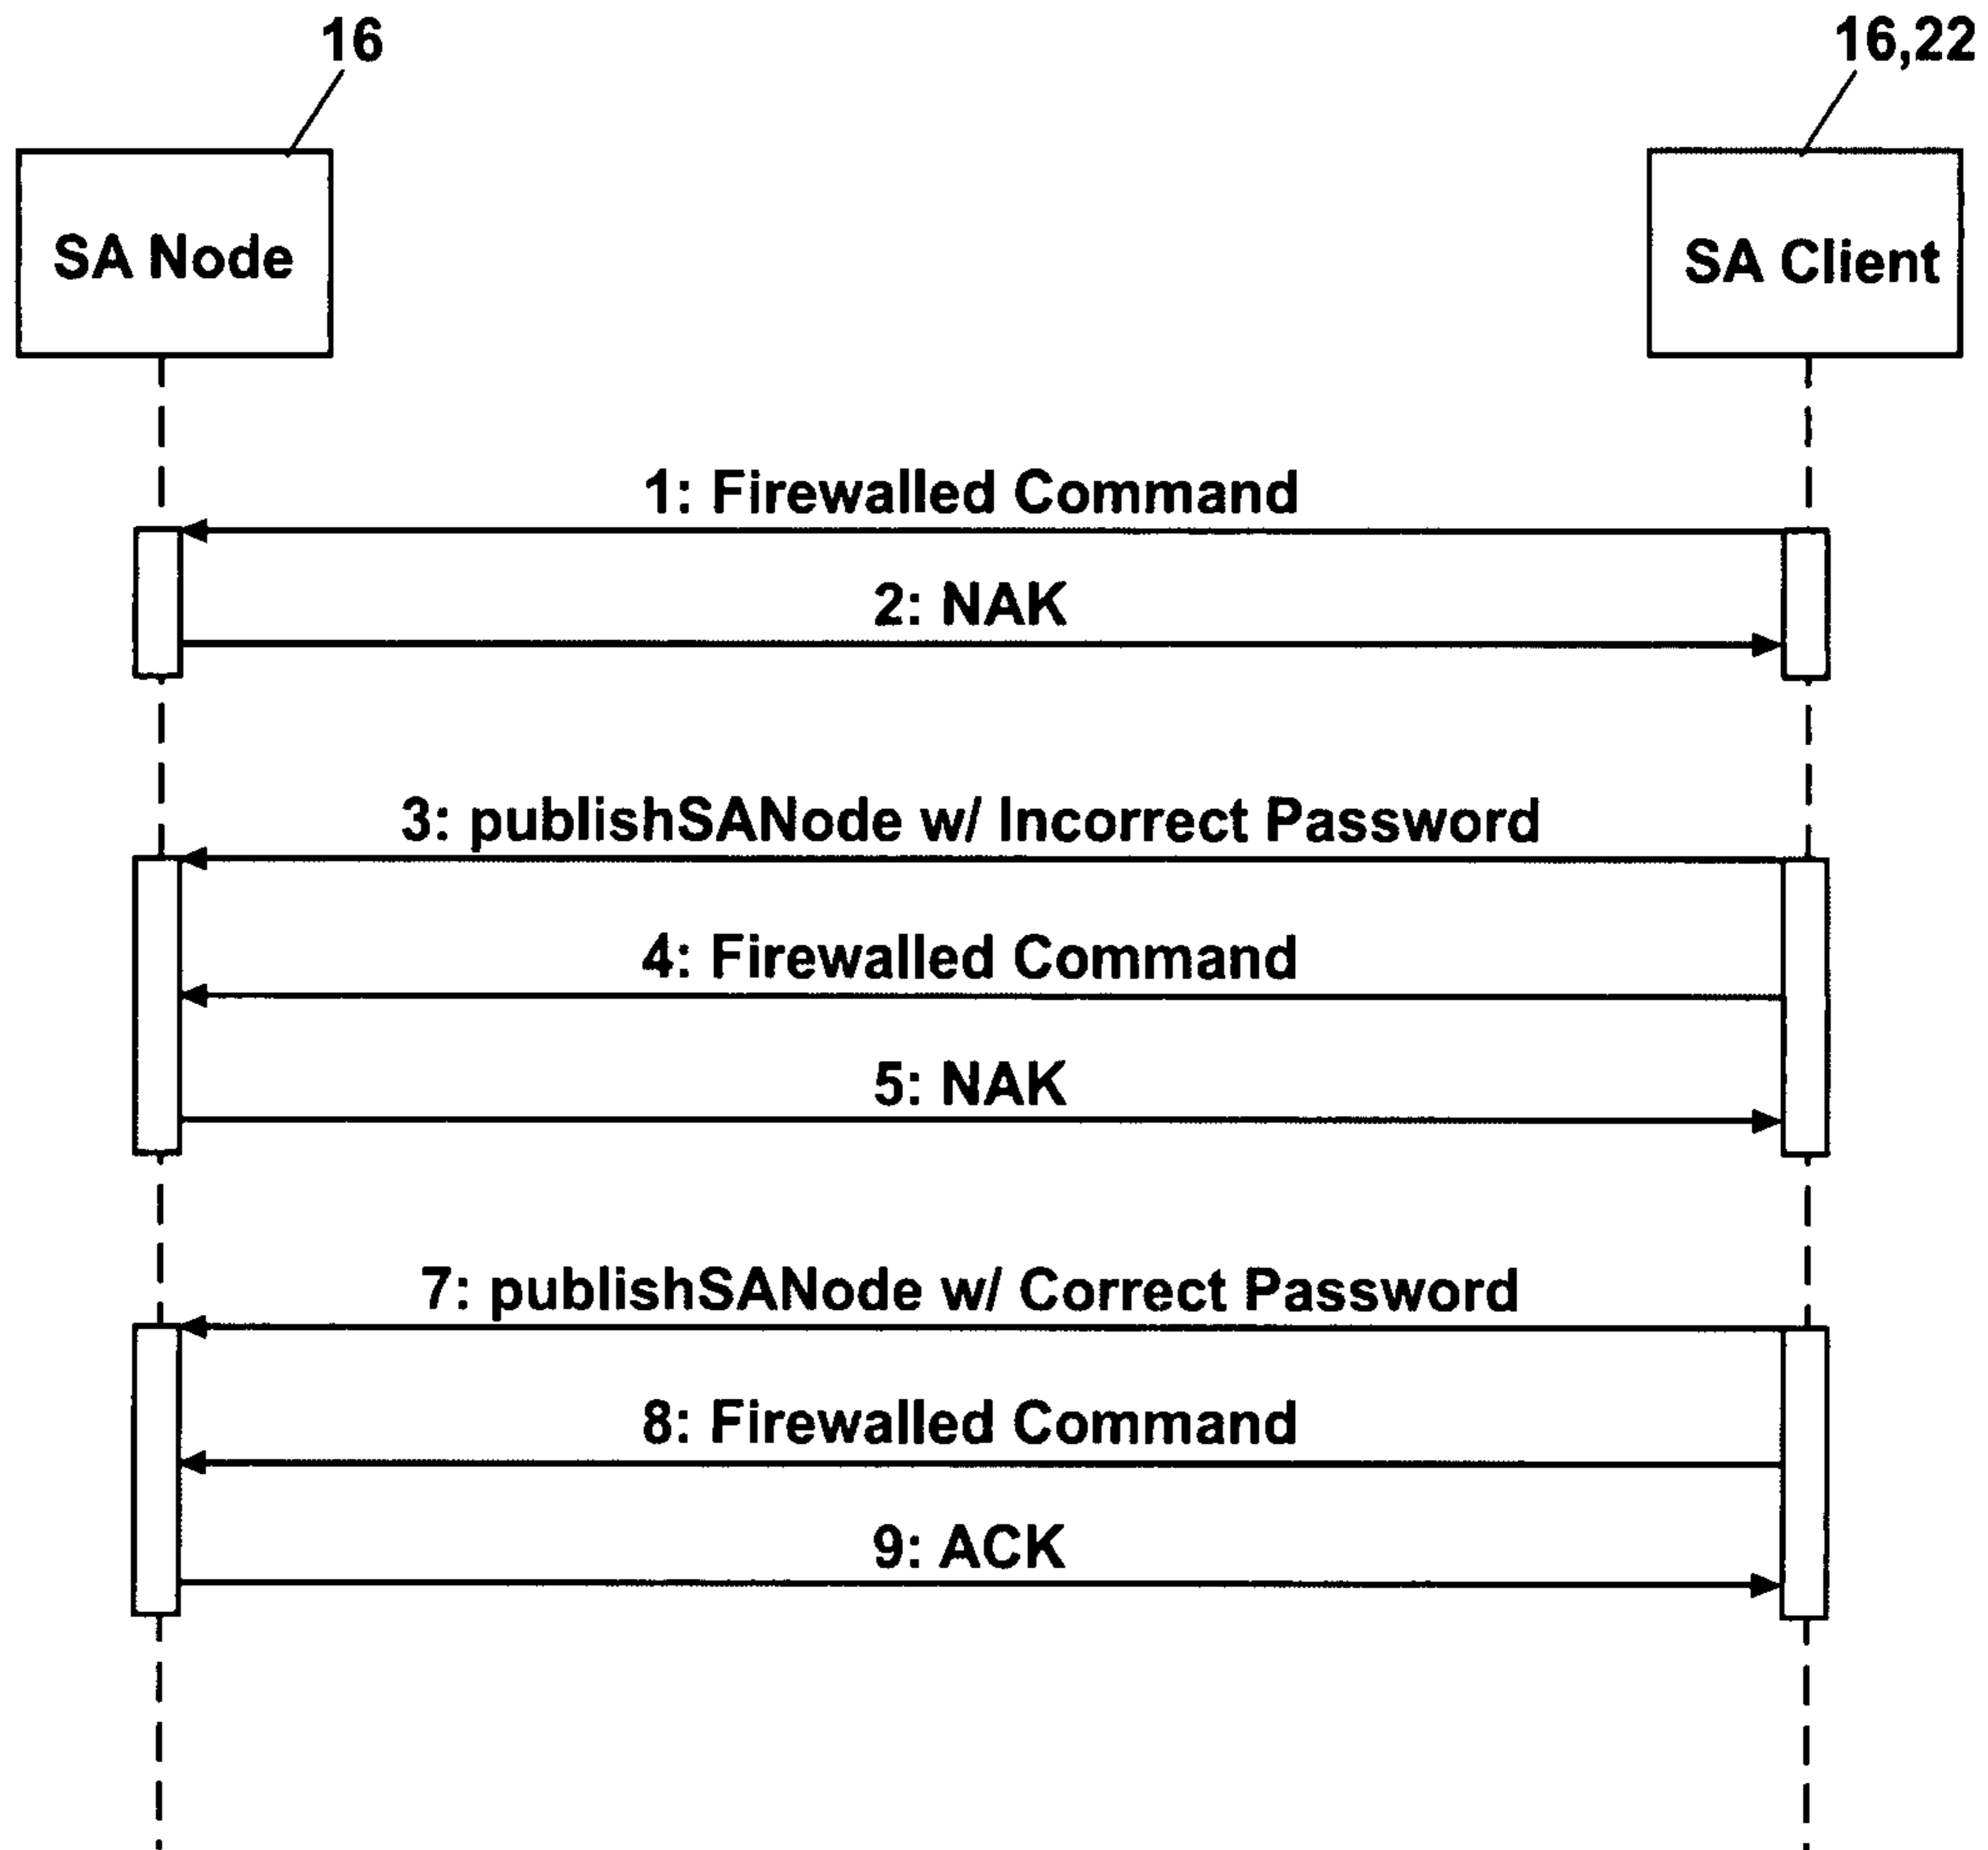 16
16,22
SA Node
SA Client
1: Firewalled Command
2: NAK
3: publishSANode w/ Incorrect Password
4: Firewalled Command
5: NAK
7: publishSANode w/ Correct Password
8: Firewalled Command
9: ACK